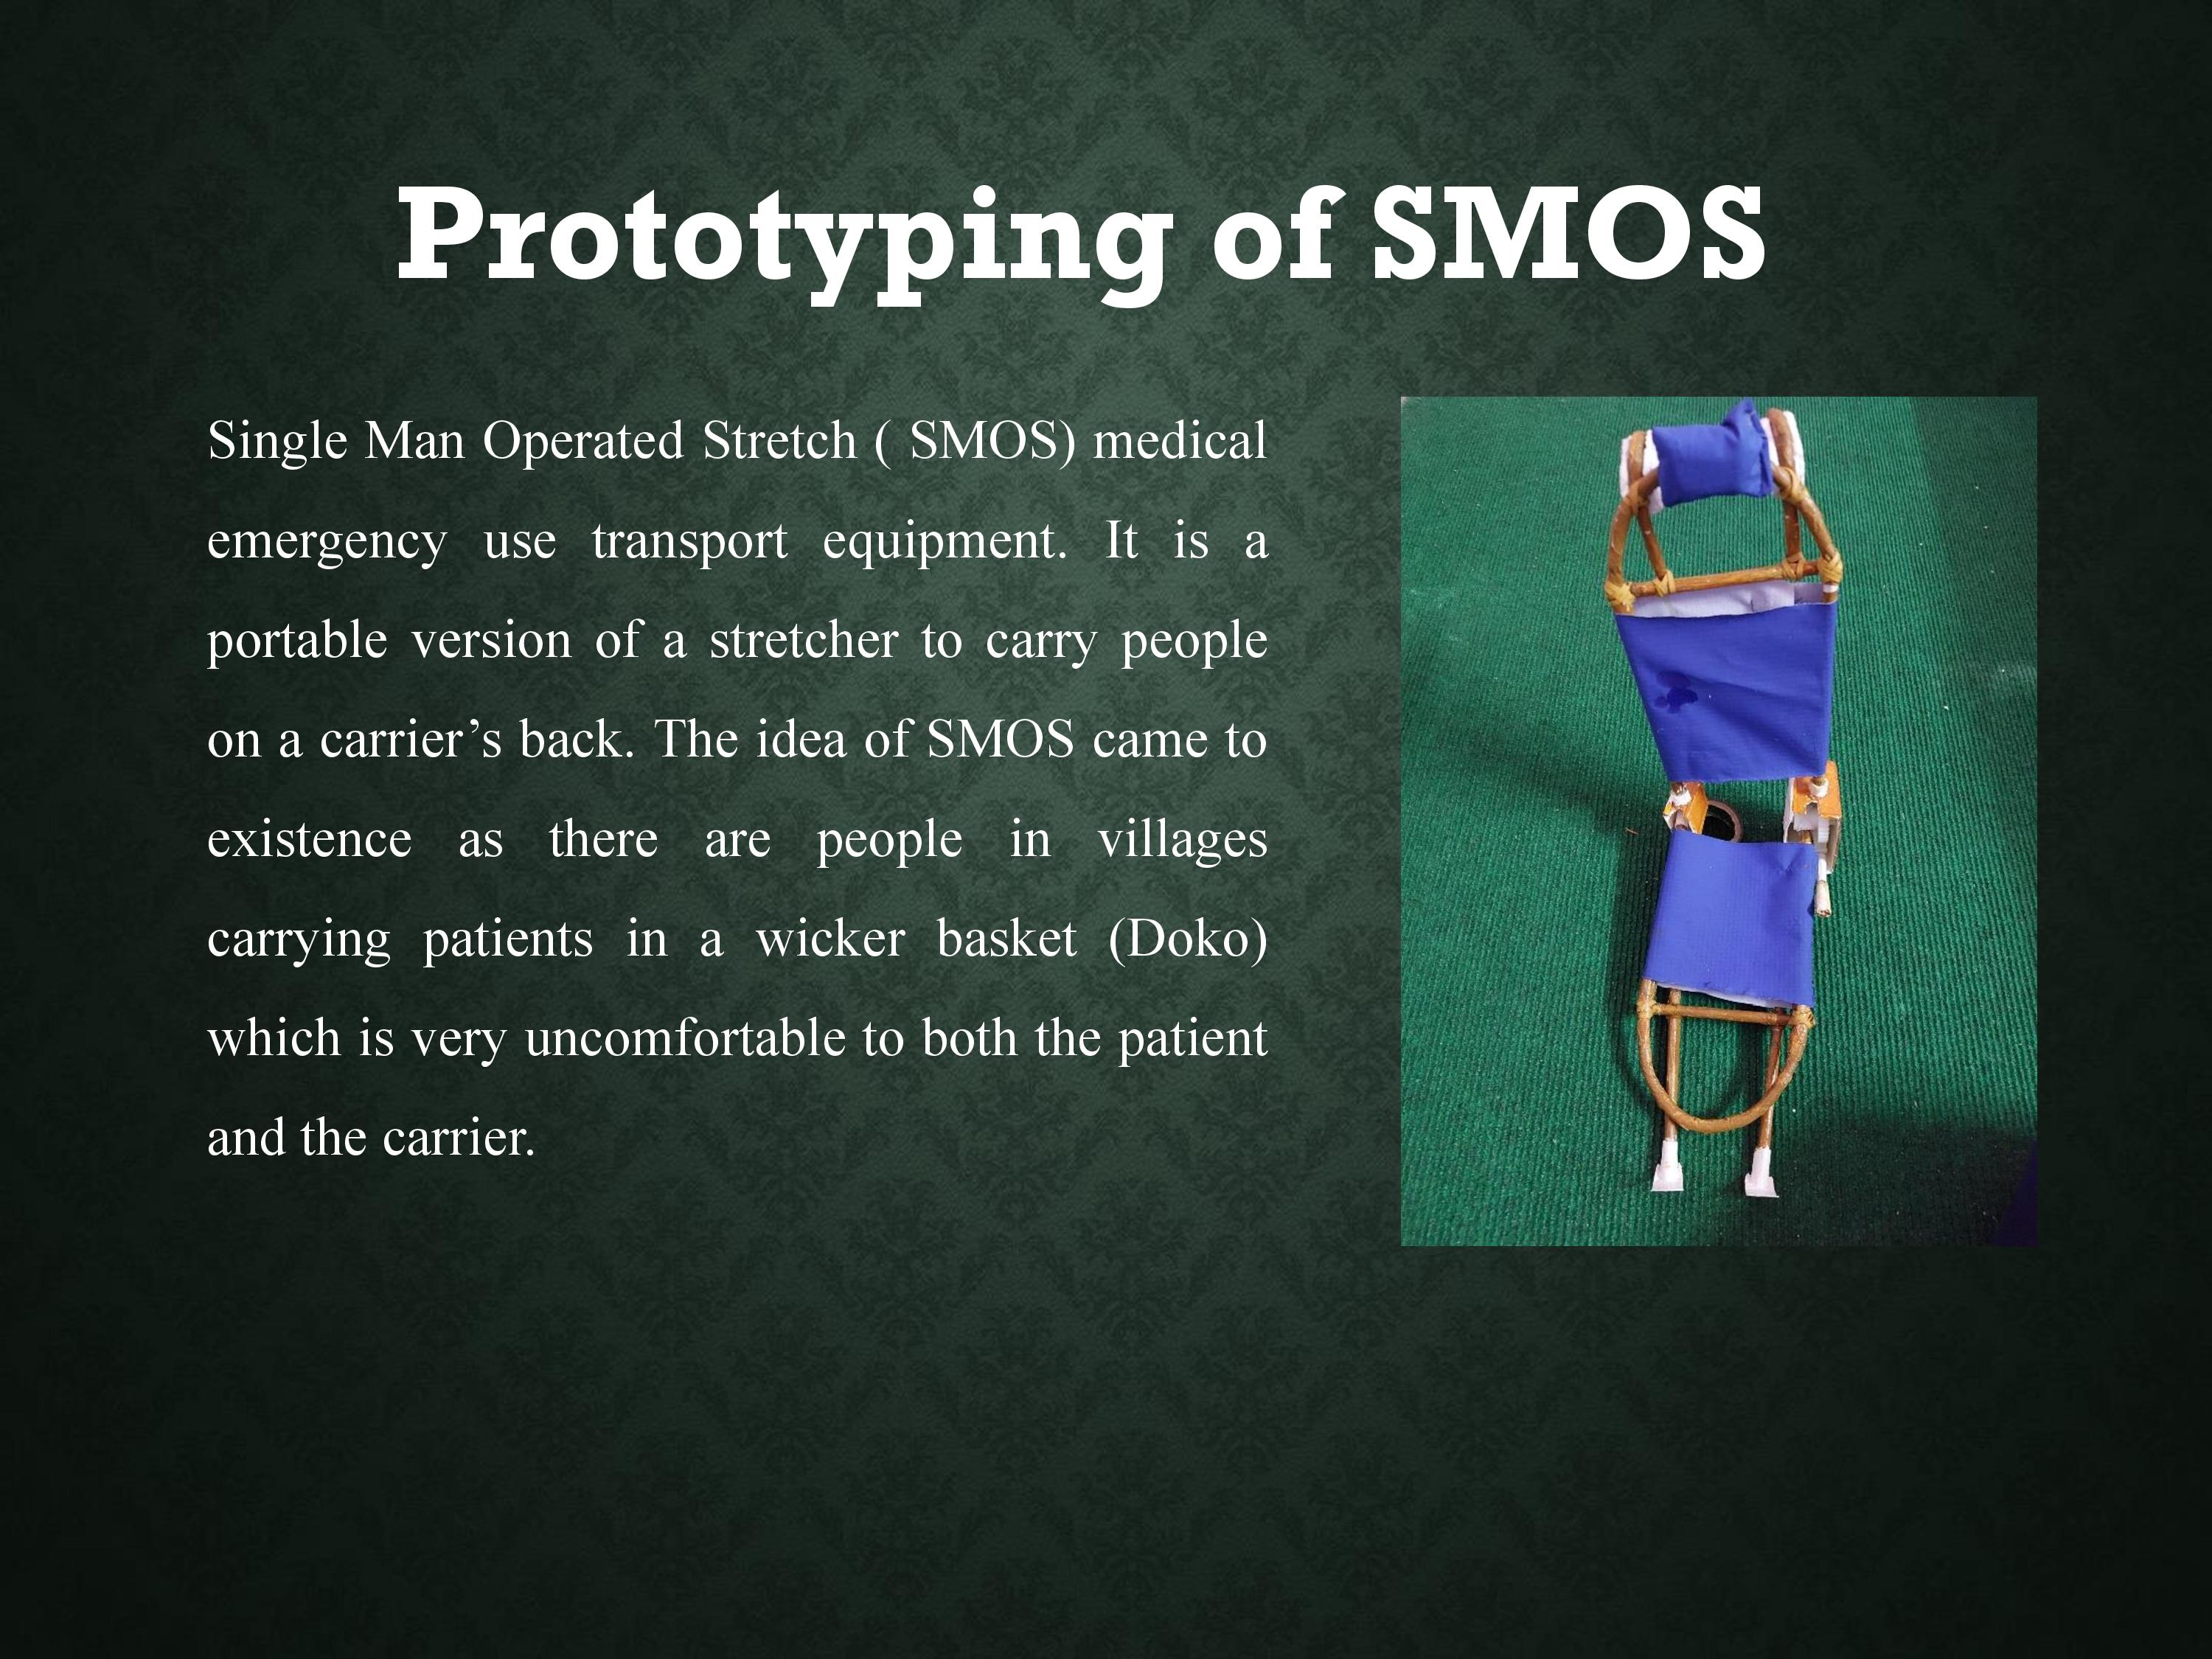 Prototyping of SMOS
Single Man Operated Stretch ( SMOS) medical
emergency use transport equipment. It is a
portable version of a stretcher to carry people
on a carrier’s back. The idea of SMOS came to
existence as there are people in villages
carrying patients in a wicker basket (Doko)
which is very uncomfortable to both the patient
and the carrier.